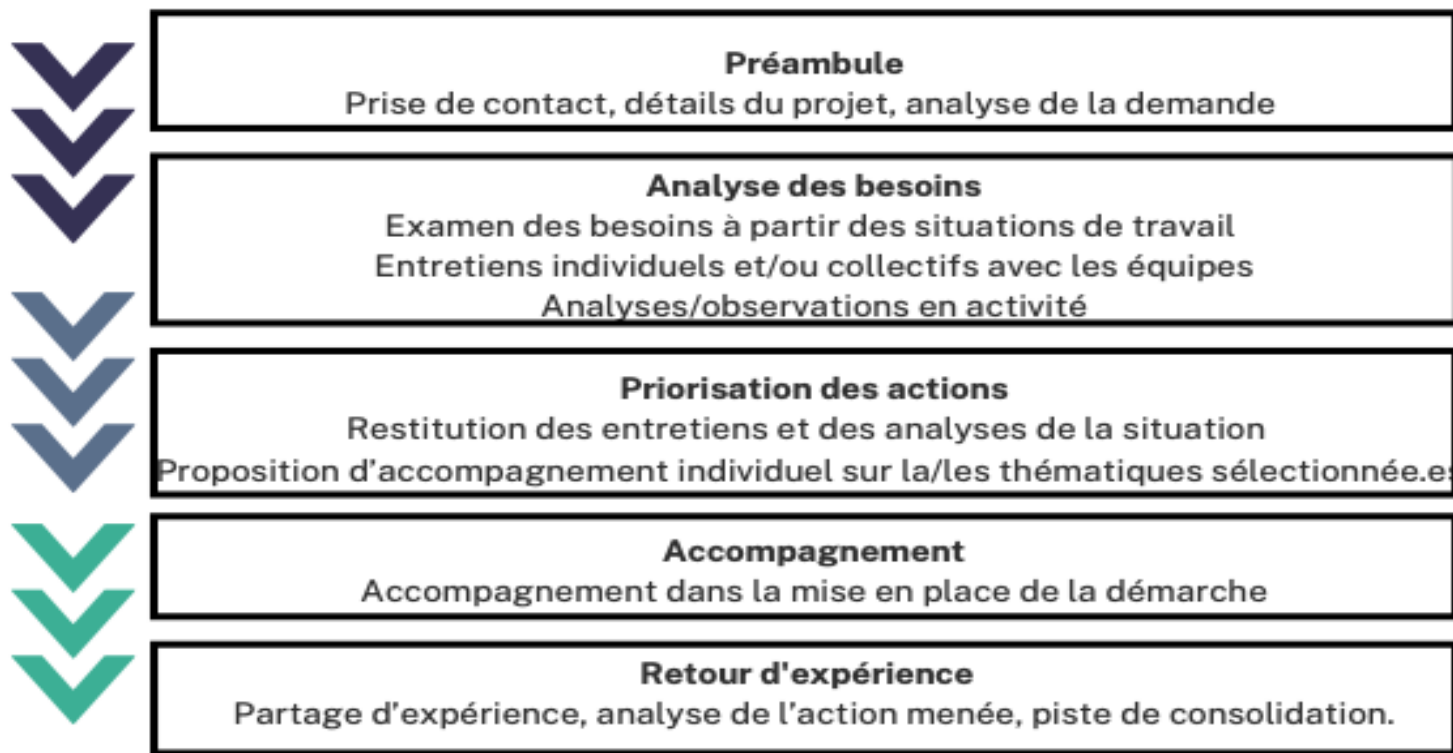 Préambule
Prise de contact, détails du projet, analyse de la demande
Analyse des besoins
Examen des besoins à partir des situations de travail
Entretiens individuels et/ou collectifs avec les équipes
Analyses/observations en activité
Priorisation des actions
Restitution des entretiens et des analyses de la situation
Proposition d'accompagnement individuel sur la/les thématiques sélectionnée.es
Accompagnement
Accompagnement dans la mise en place de la démarche
Retour d'expérience
Partage d'expérience, analyse de l'action menée, piste de consolidation.